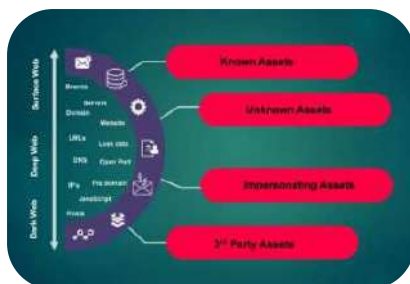 Surface Web
Deep Web
Dark Web
Brands
Servers
Domain
Website
URLs
Leak data
DNS
Open Port
IPs
JavaScript
Known Assets
Unknown Assets
Impersonating Assets
3rd Party Assets